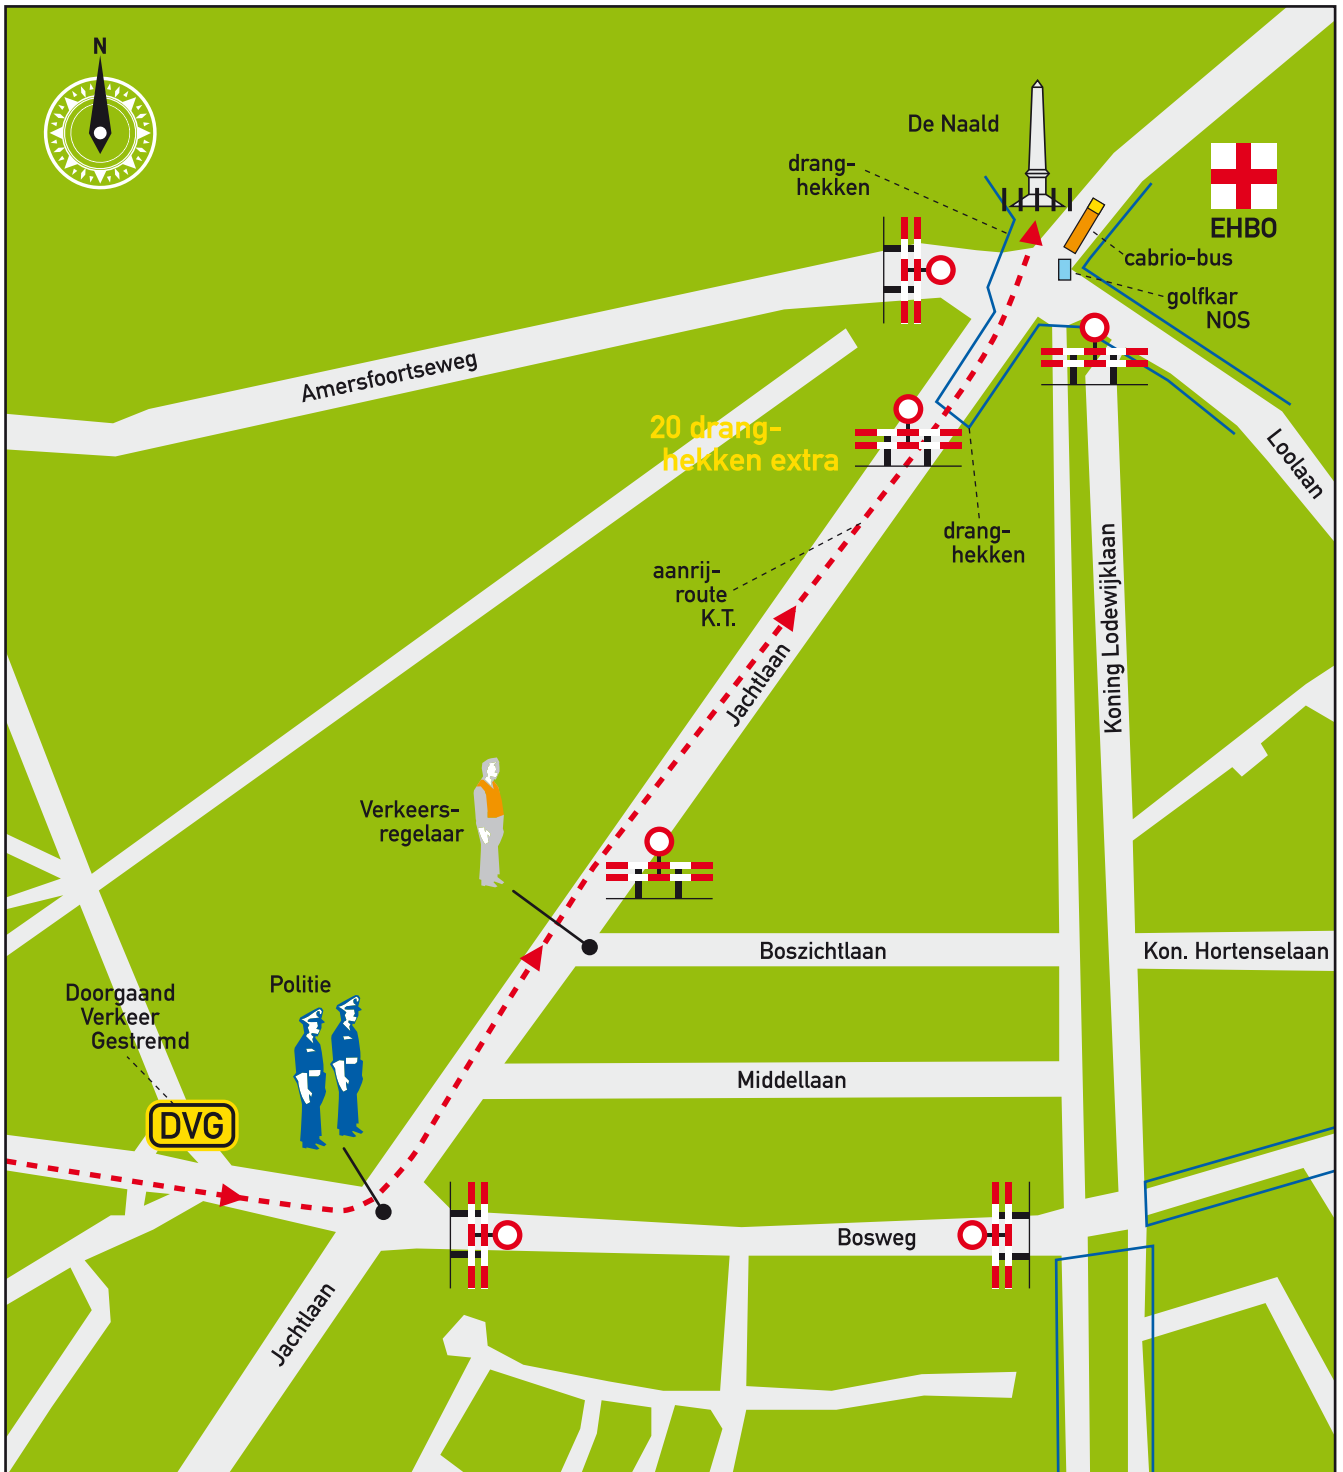 N
De Naald
drang-
hekken
EHBO
cabrio-bus
golfkar
NOS
Amersfoortseweg
20 drang-
hekken extra
Loolaan
drang-
hekken
aanrij-
route
K.T.
Koning Lodewijklaan
Jachtlaan
Verkeers-
regelaar
Boszichtlaan
Kon. Hortenselaan
Politie
Doorgaand
Verkeer
Gestremd
Middellaan
DVG
Bosweg
Jachtlaan